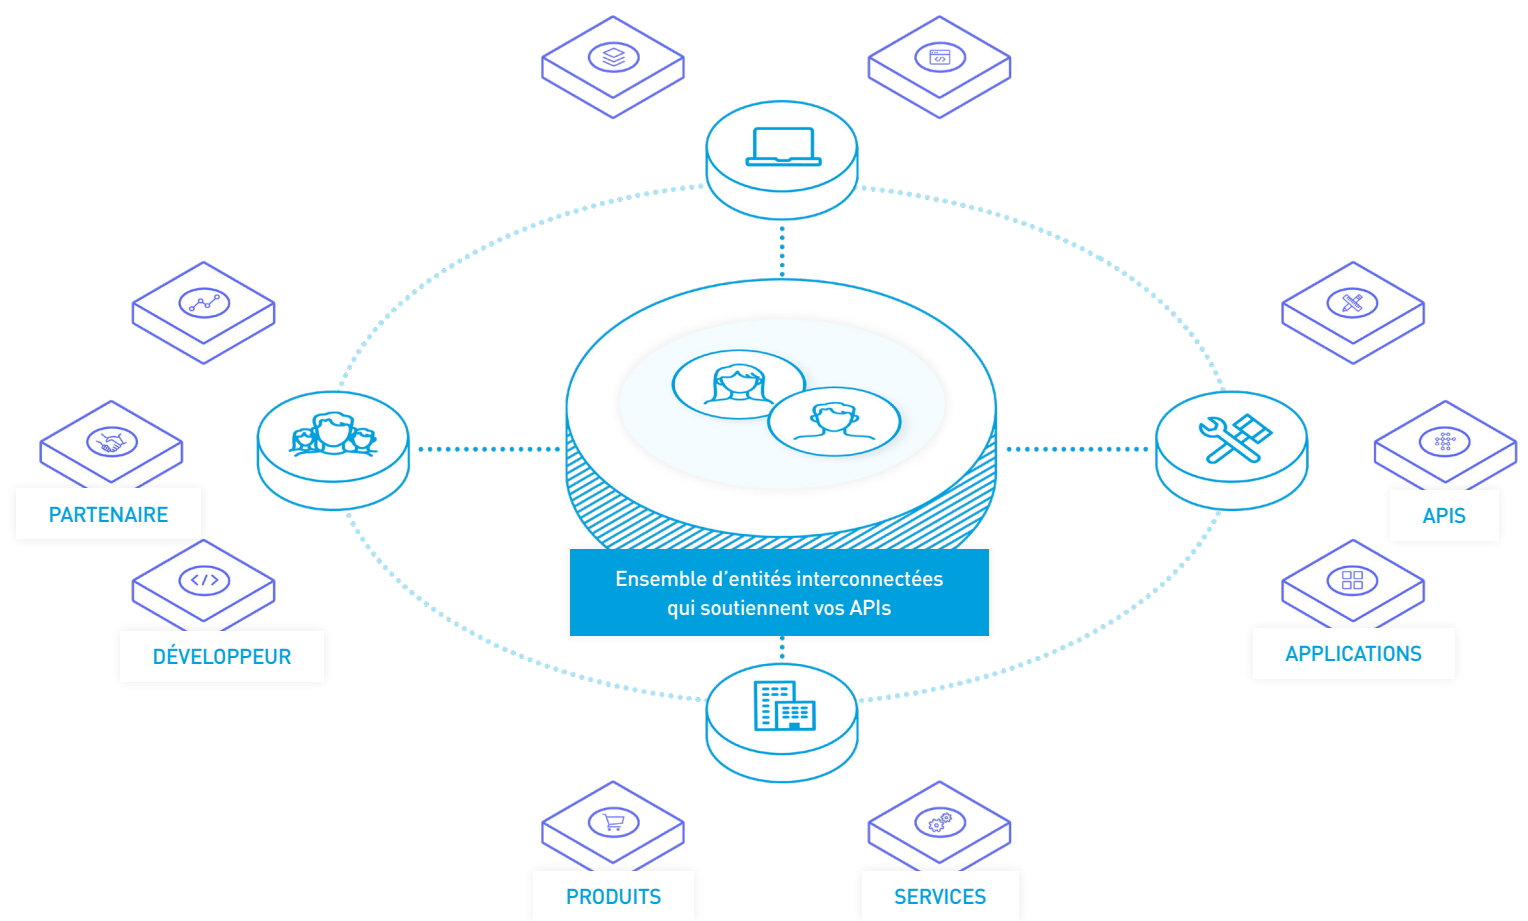 PARTENAIRE
APIS
Ensemble d’entités interconnectées
qui soutiennent vos APIs
DÉVELOPPEUR
APPLICATIONS
PRODUITS
SERVICES